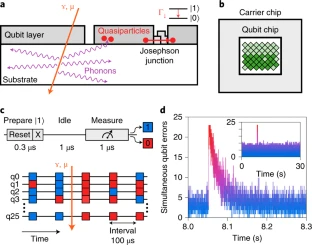 a
γ, μ
Γ↓
|1⟩
|0⟩
Qubit layer
Quasiparticles
Josephson
junction
Phonons
Substrate
b
Carrier chip
Qubit chip
c
Prepare |1⟩ Idle Measure
Reset X
1
0
0.3 μs 1 μs 1 μs
γ, μ
q0
q1
q2
q3
q25
Time
Interval
100 μs
d
Simultaneous qubit errors
25
20
15
10
5
0
8.0 8.1 8.2 8.3
Time (s)
25
0
0 30
Time (s)